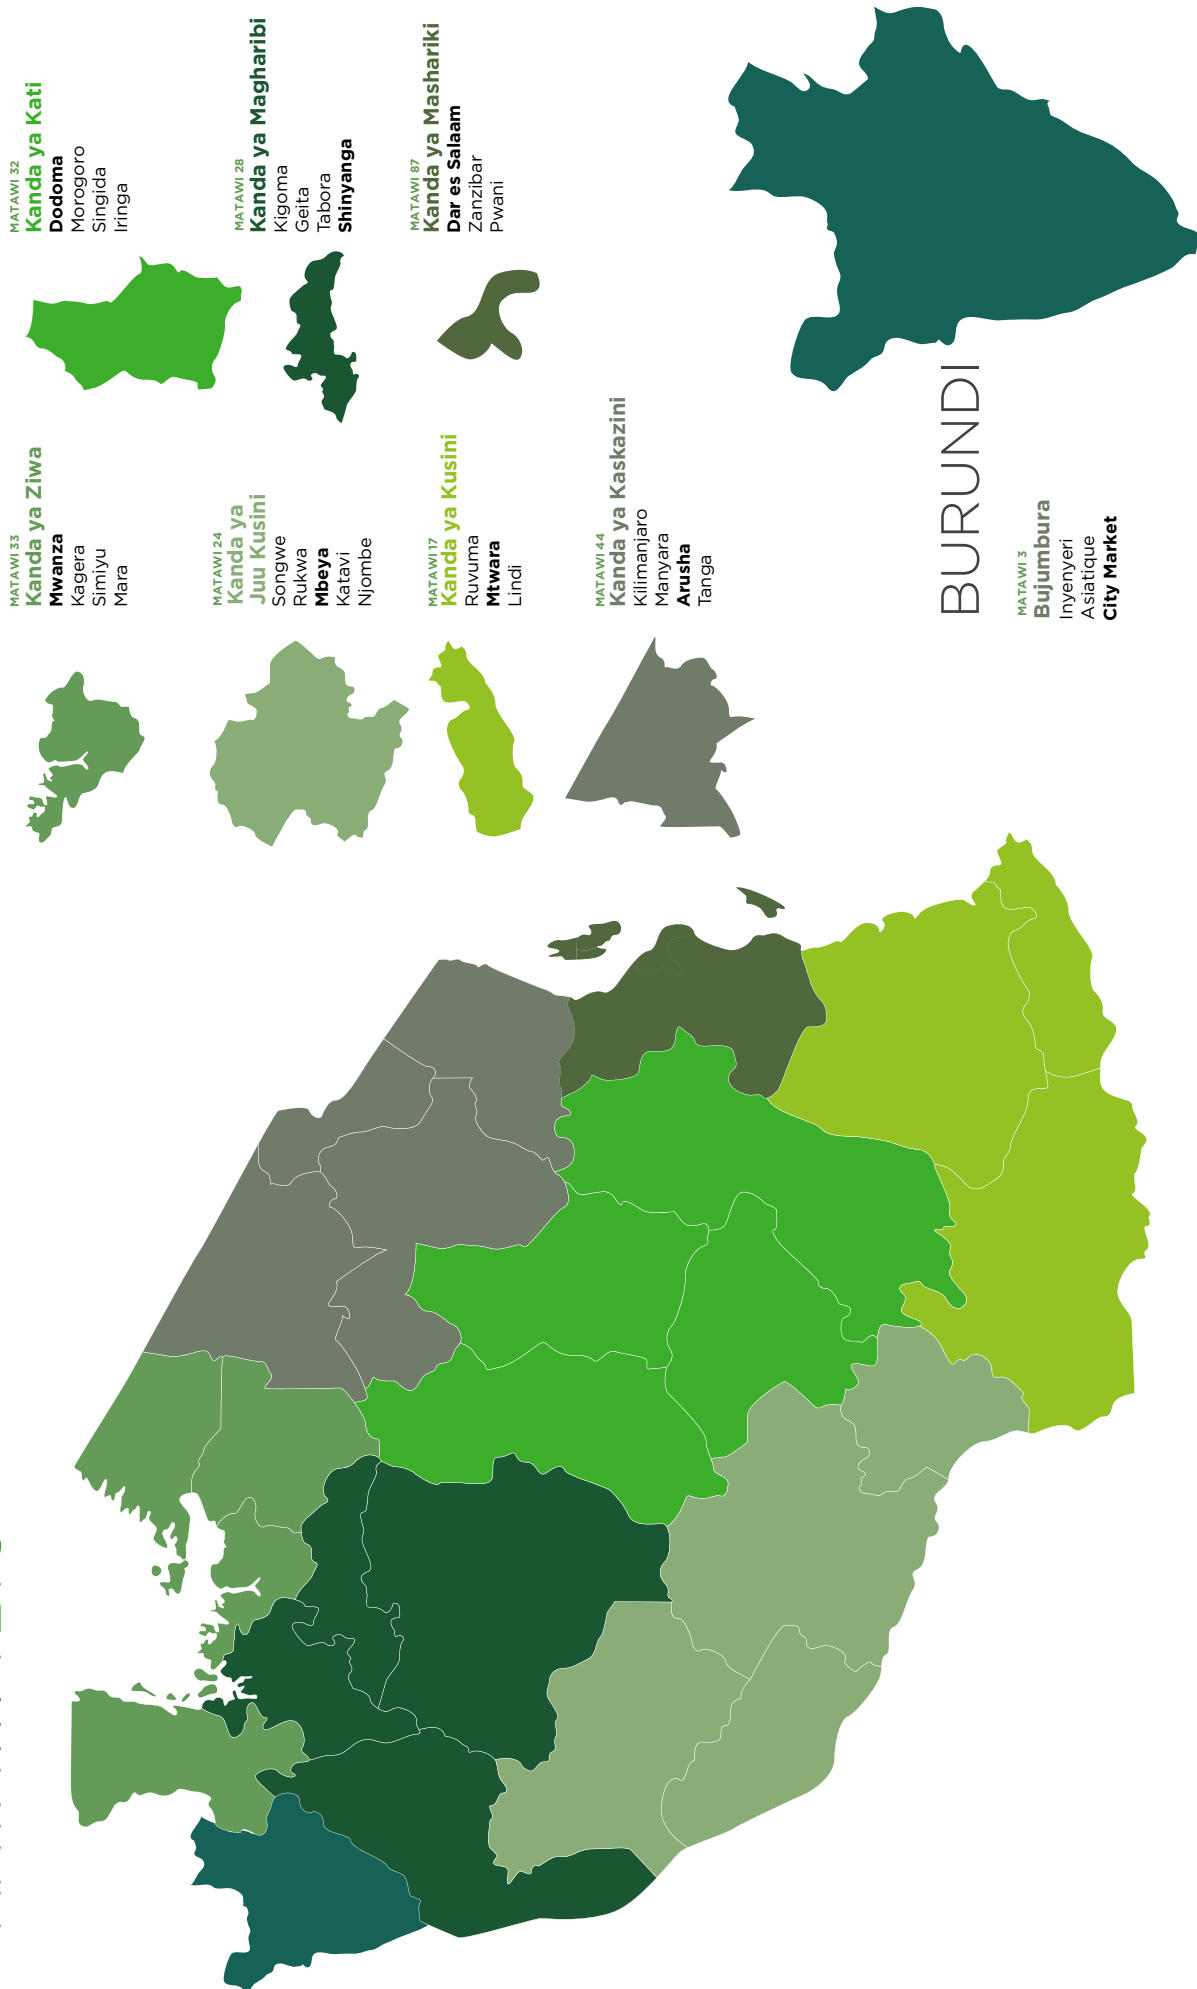 MATAWI 33
Kanda ya Ziwa
Mwanza
Kagera
Simiyu
Mara
MATAWI 32
Kanda ya Kati
Dodoma
Morogoro
Singida
Iringa
MATAWI 24
Kanda ya
Juu Kusini
Songwe
Rukwa
Mbeya
Katavi
Njombe
MATAWI 28
Kanda ya Magharibi
Kigoma
Geita
Tabora
Shinyanga
MATAWI 17
Kanda ya Kusini
Ruvuma
Mtwara
Lindi
MATAWI 87
Kanda ya Mashariki
Dar es Salaam
Zanzibar
Pwani
MATAWI 44
Kanda ya Kaskazini
Kilimanjaro
Manyara
Arusha
Tanga
BURUNDI
MATAWI 3
Bujumbura
Inyenyeri
Asiatique
City Market